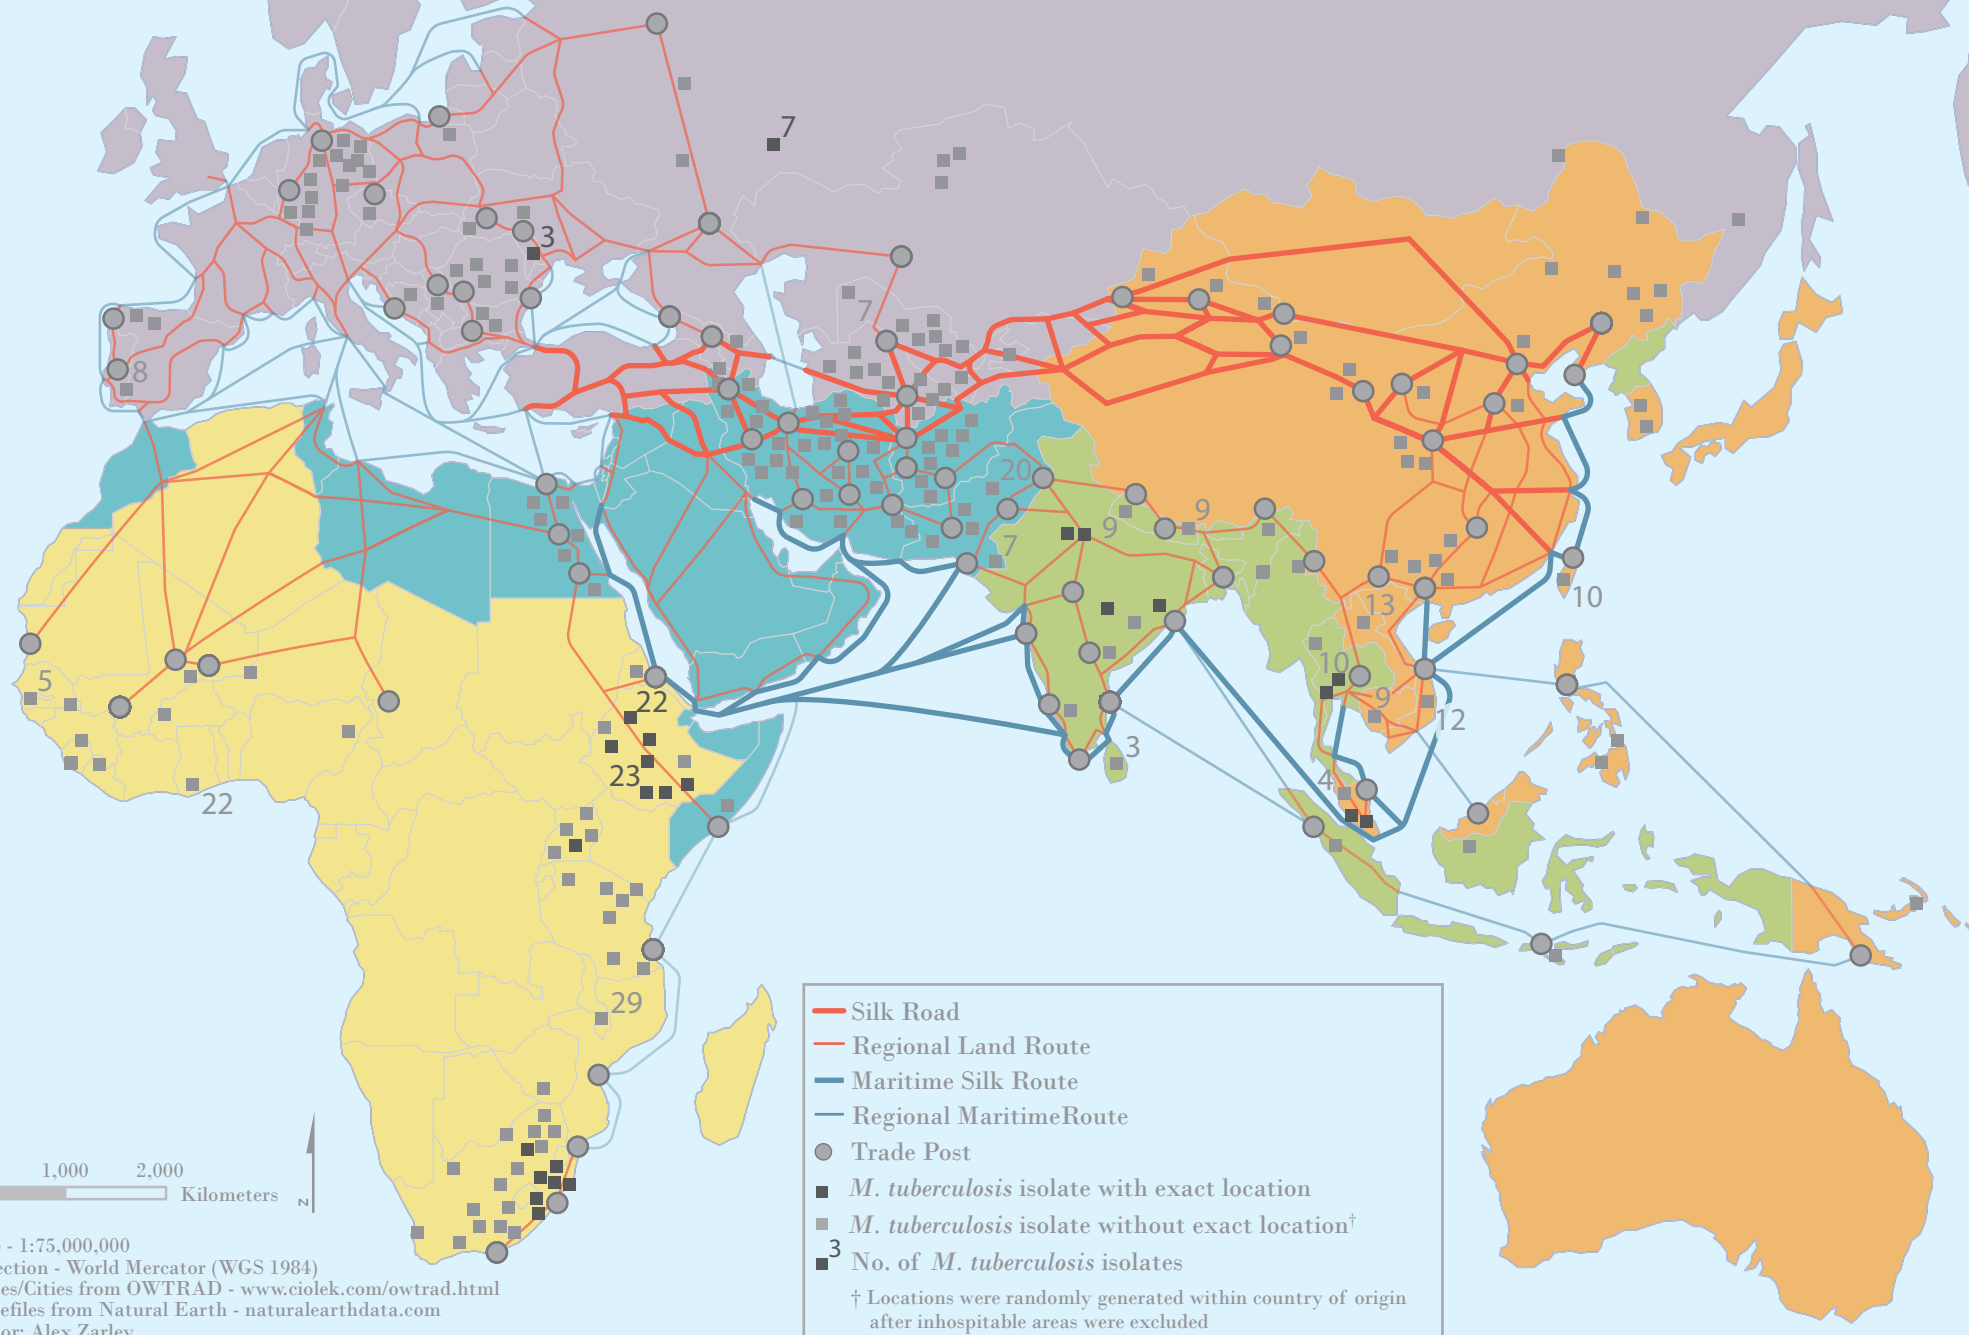 7
3
7
8
20
9
9
7
10
13
5
10
22
9
12
3
23
4
22
29
Silk Road
Regional Land Route
Maritime Silk Route
Regional MaritimeRoute
Trade Post
M. tuberculosis isolate with exact location
M. tuberculosis isolate without exact location†
3 No. of M. tuberculosis isolates
† Locations were randomly generated within country of origin
after inhospitable areas were excluded
1,000 2,000
Kilometers
N
- 1:75,000,000
- World Mercator (WGS 1984)
from OWTRAD - www.ciolek.com/owtrad.html
from Natural Earth - naturalearthdata.com
Alex Zarley